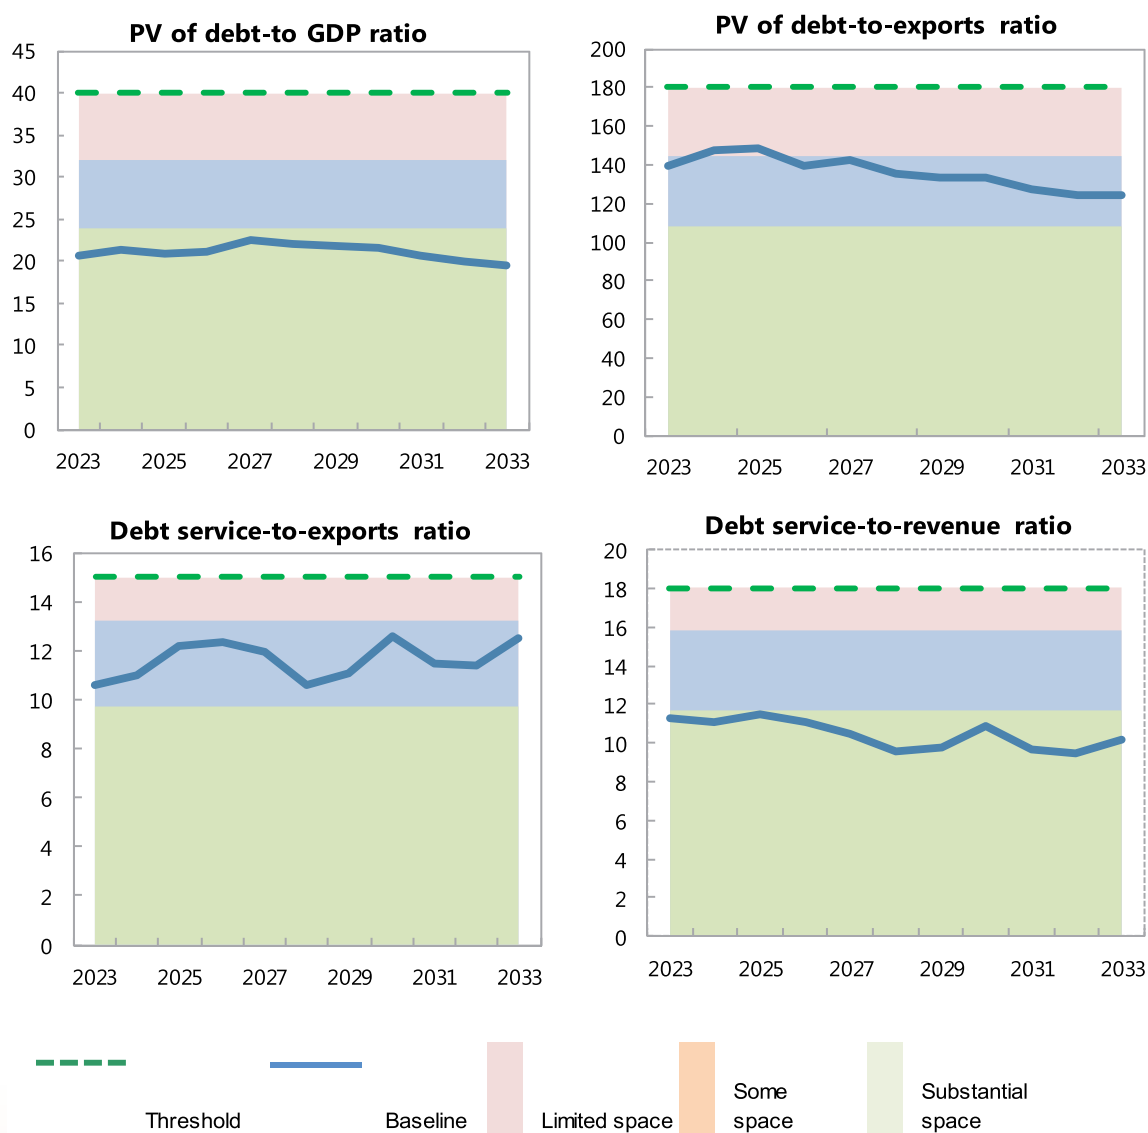 PV of debt-to GDP ratio
45
40
35
30
25
20
15
10
5
0
2023 2025 2027 2029 2031 2033
PV of debt-to-exports ratio
200
180
160
140
120
100
80
60
40
20
0
2023 2025 2027 2029 2031 2033
Debt service-to-exports ratio
16
14
12
10
8
6
4
2
0
2023 2025 2027 2029 2031 2033
Debt service-to-revenue ratio
20
18
16
14
12
10
8
6
4
2
0
2023 2025 2027 2029 2031 2033
Threshold
Baseline
Limited space
Some
space
Substantial
space